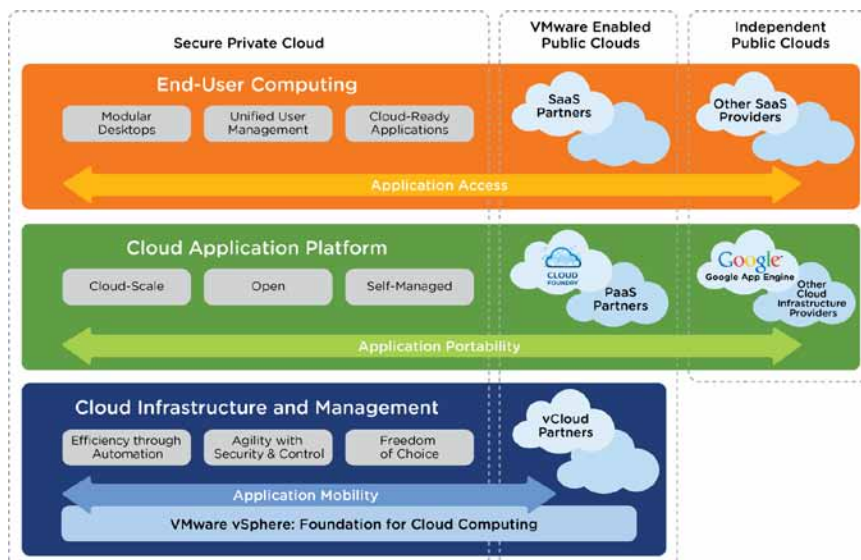 Secure Private Cloud
VMware Enabled
Public Clouds
Independent
Public Clouds
End-User Computing
Modular
Desktops
Unified User
Management
Cloud-Ready
Applications
SaaS
Partners
Other SaaS
Providers
Application Access
Cloud Application Platform
Cloud-Scale
Open
Self-Managed
CLOUD
FOUNDRY
PaaS
Partners
Google
Google App Engine
Other
Cloud
Infrastructure
Providers
Application Portability
Cloud Infrastructure and Management
Efficiency through
Automation
Agility with
Security & Control
Freedom
of Choice
vCloud
Partners
Application Mobility
VMware vSphere: Foundation for Cloud Computing